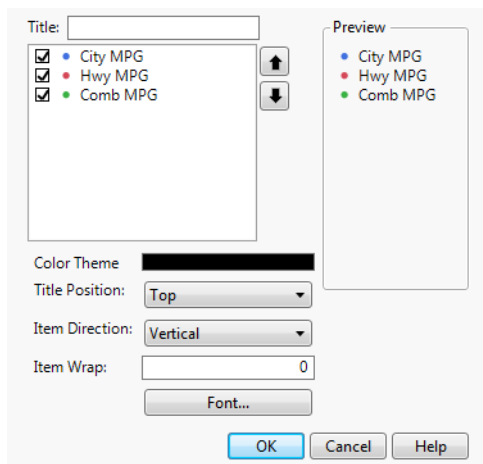 Title:
Preview
City MPG
Hwy MPG
Comb MPG
City MPG
Hwy MPG
Comb MPG
Color Theme
Title Position: Top
Item Direction: Vertical
Item Wrap: 0
Font...
OK Cancel Help